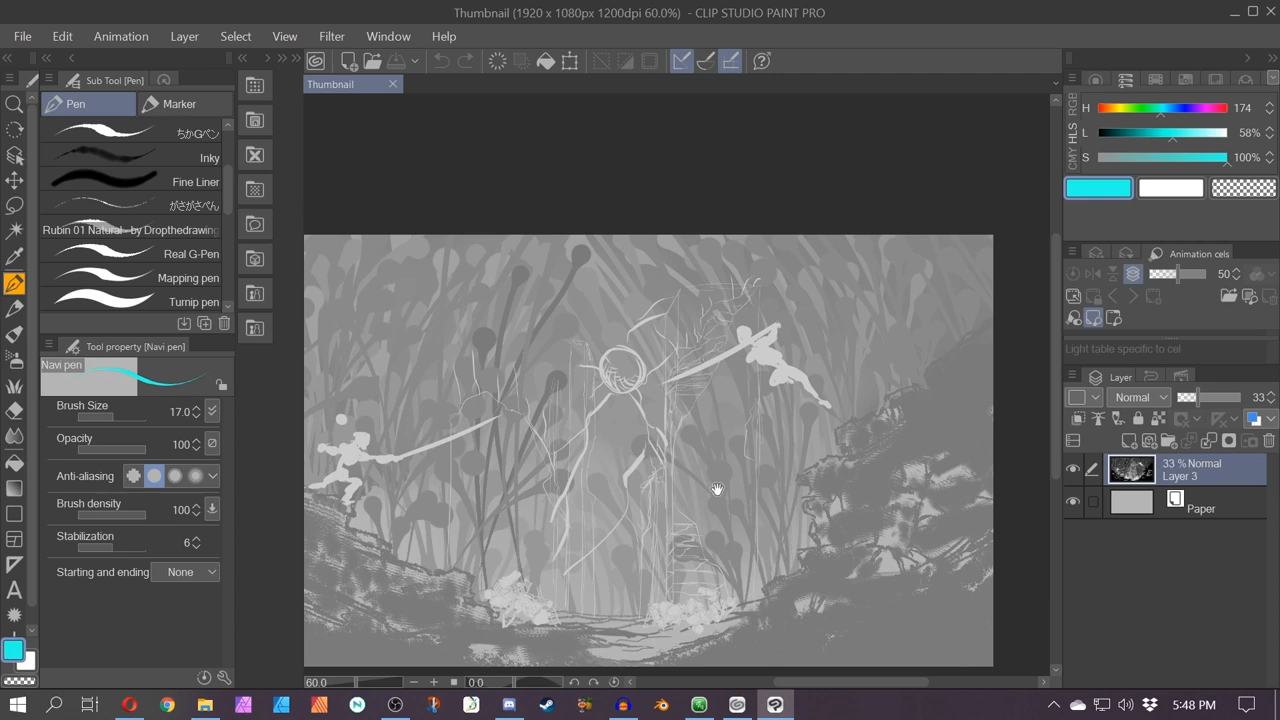 Thumbnail (1920 x 1080px 1200dpi 60.0%) - CLIP STUDIO PAINT PRO
File Edit Animation Layer Select View Filter Window Help
Sub Tool [Pen]
Thumbnail
Pen
Marker
ちかGペン
Inky
Fine Liner
がさがさぺん
Rubin 01 Natural - by Dropthedrawing
Real G-Pen
Mapping pen
Turnip pen
Tool property [Navi pen]
Navi pen
Brush Size 17.0
Opacity 100
Anti-aliasing
Brush density 100
Stabilization 6
Starting and ending None
RGB
HLS
CMY
H 174
L 58%
S 100%
Animation cels
50
Light table specific to cel
Layer
Normal 33
33 % Normal
Layer 3
Paper
60.0
0.0
A
5:48 PM